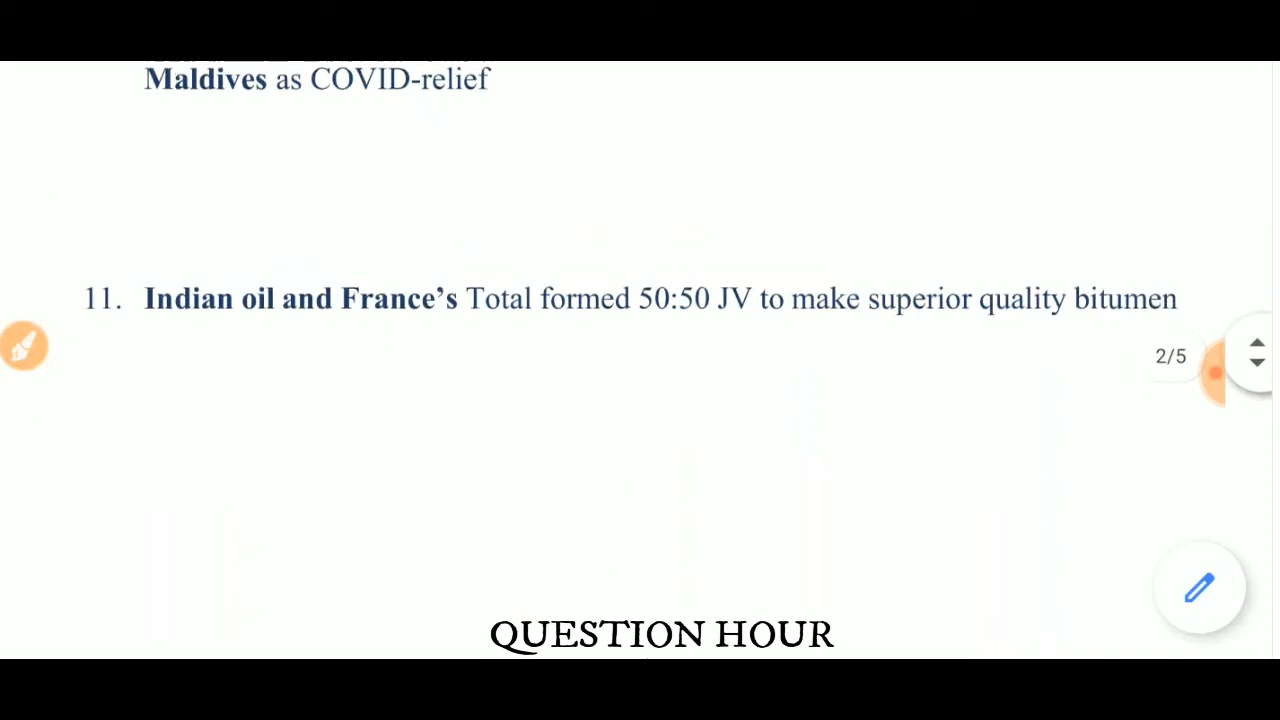 Maldives as COVID-relief
11. Indian oil and France’s Total formed 50:50 JV to make superior quality bitumen
2/5
QUESTION HOUR